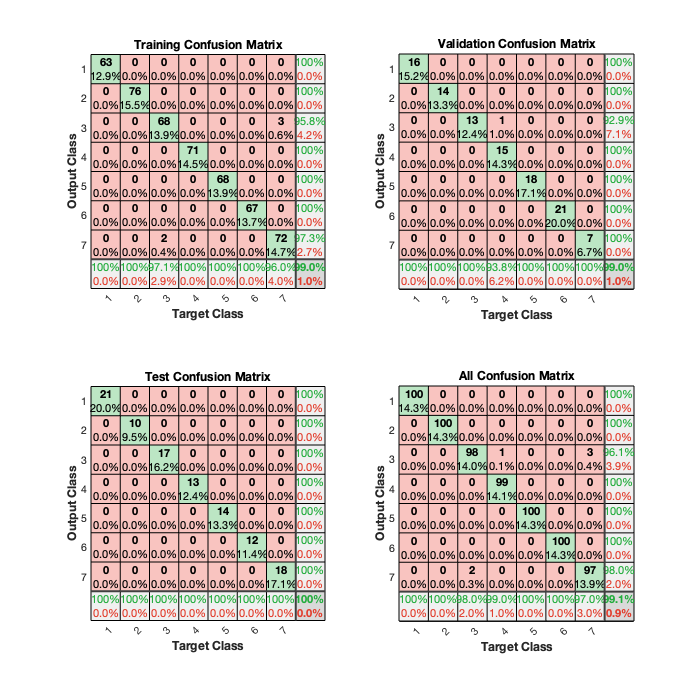 Training Confusion Matrix
Output Class
1 63 0 0 0 0 0 0 100%
12.9% 0.0% 0.0% 0.0% 0.0% 0.0% 0.0% 0.0%
2 0 76 0 0 0 0 0 100%
0.0% 15.5% 0.0% 0.0% 0.0% 0.0% 0.0% 0.0%
3 0 0 68 0 0 0 3 95.8%
0.0% 0.0% 13.9% 0.0% 0.0% 0.0% 0.6% 4.2%
4 0 0 0 71 0 0 0 100%
0.0% 0.0% 0.0% 14.5% 0.0% 0.0% 0.0% 0.0%
5 0 0 0 0 68 0 0 100%
0.0% 0.0% 0.0% 0.0% 13.9% 0.0% 0.0% 0.0%
6 0 0 0 0 0 67 0 100%
0.0% 0.0% 0.0% 0.0% 0.0% 13.7% 0.0% 0.0%
7 0 0 2 0 0 0 72 97.3%
0.0% 0.0% 0.4% 0.0% 0.0% 0.0% 14.7% 2.7%
100% 100% 97.1% 100% 100% 100% 96.0% 99.0%
0.0% 0.0% 2.9% 0.0% 0.0% 0.0% 4.0% 1.0%
1 2 3 4 5 6 7
Target Class
Validation Confusion Matrix
Output Class
1 16 0 0 0 0 0 0 100%
15.2% 0.0% 0.0% 0.0% 0.0% 0.0% 0.0% 0.0%
2 0 14 0 0 0 0 0 100%
0.0% 13.3% 0.0% 0.0% 0.0% 0.0% 0.0% 0.0%
3 0 0 13 1 0 0 0 92.9%
0.0% 0.0% 12.4% 1.0% 0.0% 0.0% 0.0% 7.1%
4 0 0 0 15 0 0 0 100%
0.0% 0.0% 0.0% 14.3% 0.0% 0.0% 0.0% 0.0%
5 0 0 0 0 18 0 0 100%
0.0% 0.0% 0.0% 0.0% 17.1% 0.0% 0.0% 0.0%
6 0 0 0 0 0 21 0 100%
0.0% 0.0% 0.0% 0.0% 0.0% 20.0% 0.0% 0.0%
7 0 0 0 0 0 0 7 100%
0.0% 0.0% 0.0% 0.0% 0.0% 0.0% 6.7% 0.0%
100% 100% 100% 93.8% 100% 100% 100% 99.0%
0.0% 0.0% 0.0% 6.2% 0.0% 0.0% 0.0% 1.0%
1 2 3 4 5 6 7
Target Class
Test Confusion Matrix
Output Class
1 21 0 0 0 0 0 0 100%
20.0% 0.0% 0.0% 0.0% 0.0% 0.0% 0.0% 0.0%
2 0 10 0 0 0 0 0 100%
0.0% 9.5% 0.0% 0.0% 0.0% 0.0% 0.0% 0.0%
3 0 0 17 0 0 0 0 100%
0.0% 0.0% 16.2% 0.0% 0.0% 0.0% 0.0% 0.0%
4 0 0 0 13 0 0 0 100%
0.0% 0.0% 0.0% 12.4% 0.0% 0.0% 0.0% 0.0%
5 0 0 0 0 14 0 0 100%
0.0% 0.0% 0.0% 0.0% 13.3% 0.0% 0.0% 0.0%
6 0 0 0 0 0 12 0 100%
0.0% 0.0% 0.0% 0.0% 0.0% 11.4% 0.0% 0.0%
7 0 0 0 0 0 0 18 100%
0.0% 0.0% 0.0% 0.0% 0.0% 0.0% 17.1% 0.0%
100% 100% 100% 100% 100% 100% 100% 100%
0.0% 0.0% 0.0% 0.0% 0.0% 0.0% 0.0% 0.0%
1 2 3 4 5 6 7
Target Class
All Confusion Matrix
Output Class
1 100 0 0 0 0 0 0 100%
14.3% 0.0% 0.0% 0.0% 0.0% 0.0% 0.0% 0.0%
2 0 100 0 0 0 0 0 100%
0.0% 14.3% 0.0% 0.0% 0.0% 0.0% 0.0% 0.0%
3 0 0 98 1 0 0 3 96.1%
0.0% 0.0% 14.0% 0.1% 0.0% 0.0% 0.4% 3.9%
4 0 0 0 99 0 0 0 100%
0.0% 0.0% 0.0% 14.1% 0.0% 0.0% 0.0% 0.0%
5 0 0 0 0 100 0 0 100%
0.0% 0.0% 0.0% 0.0% 14.3% 0.0% 0.0% 0.0%
6 0 0 0 0 0 100 0 100%
0.0% 0.0% 0.0% 0.0% 0.0% 14.3% 0.0% 0.0%
7 0 0 2 0 0 0 97 98.0%
0.0% 0.0% 0.3% 0.0% 0.0% 0.0% 13.9% 2.0%
100% 100% 98.0% 99.0% 100% 100% 97.0% 99.1%
0.0% 0.0% 2.0% 1.0% 0.0% 0.0% 3.0% 0.9%
1 2 3 4 5 6 7
Target Class